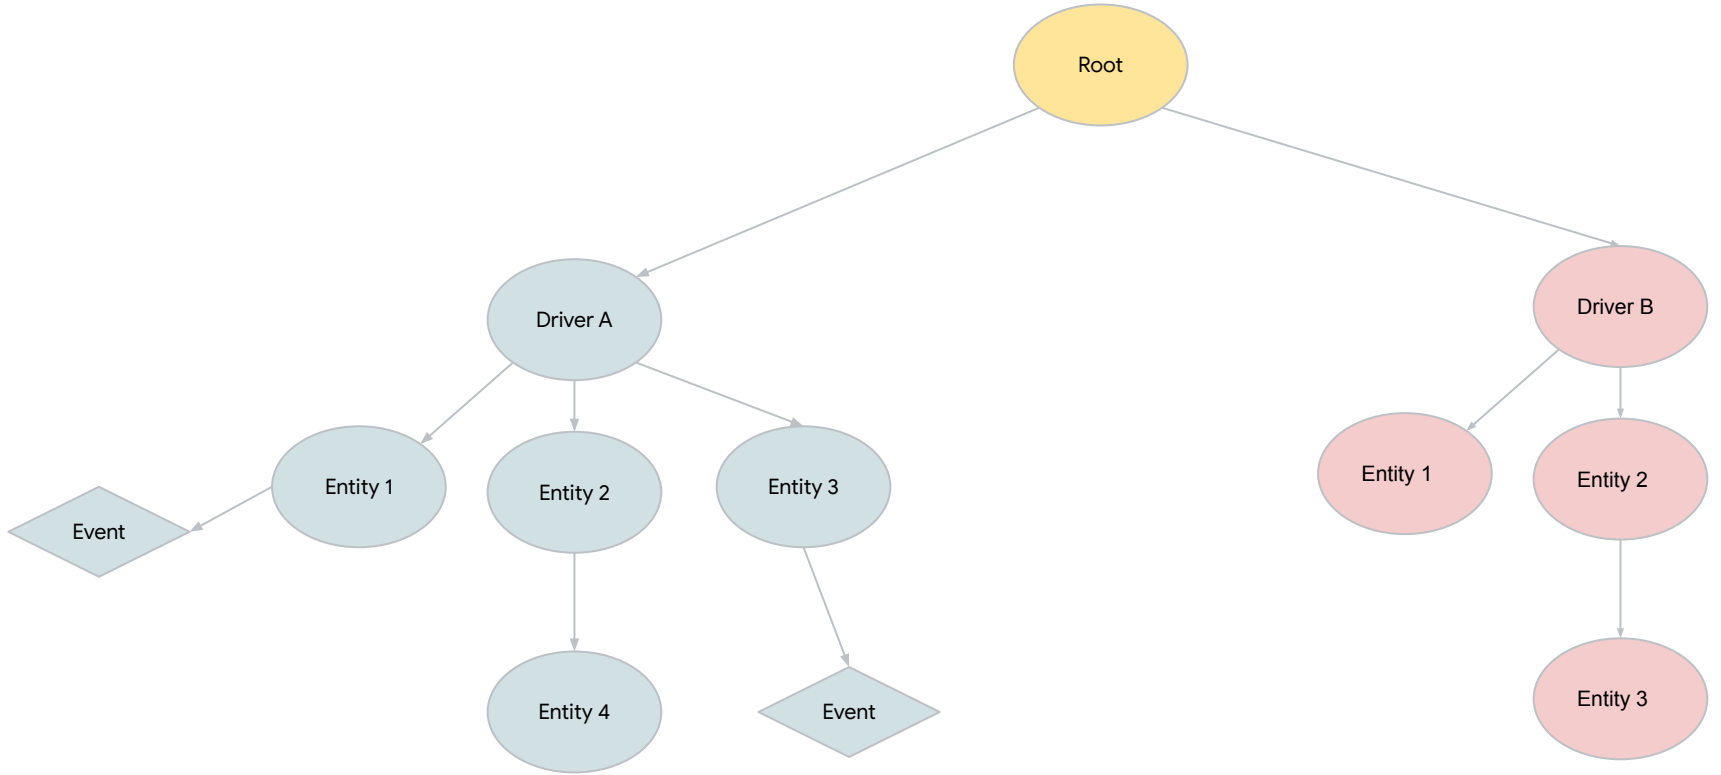 Root
Driver A
Driver B
Entity 1
Entity 2
Entity 3
Entity 1
Entity 2
Event
Entity 4
Event
Entity 3